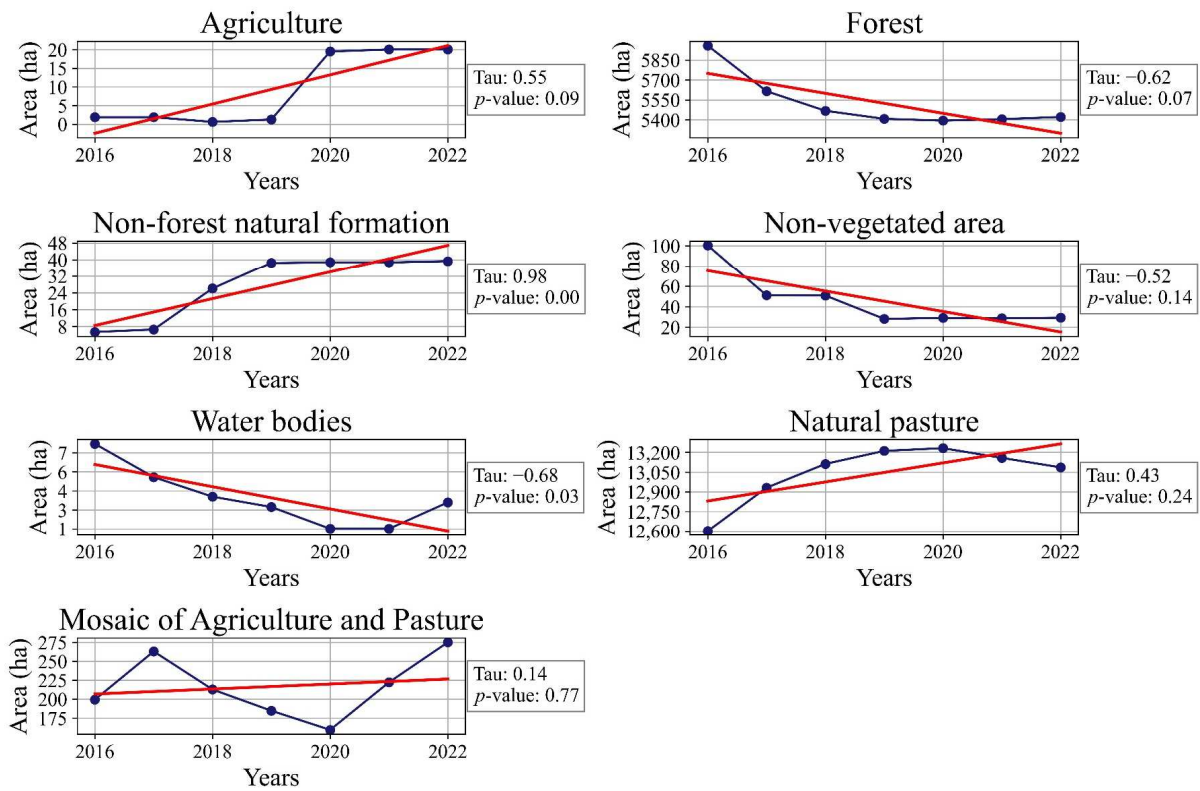 Agriculture
Area (ha)
20
15
10
5
0
2016 2018 2020 2022
Years
Tau: 0.55
p-value: 0.09
Forest
Area (ha)
5850
5700
5550
5400
2016 2018 2020 2022
Years
Tau: −0.62
p-value: 0.07
Non-forest natural formation
Area (ha)
48
40
32
24
16
8
2016 2018 2020 2022
Years
Tau: 0.98
p-value: 0.00
Non-vegetated area
Area (ha)
100
80
60
40
20
2016 2018 2020 2022
Years
Tau: −0.52
p-value: 0.14
Water bodies
Area (ha)
7
6
4
3
1
2016 2018 2020 2022
Years
Tau: −0.68
p-value: 0.03
Natural pasture
Area (ha)
13,200
13,050
12,900
12,750
12,600
2016 2018 2020 2022
Years
Tau: 0.43
p-value: 0.24
Mosaic of Agriculture and Pasture
Area (ha)
275
250
225
200
175
2016 2018 2020 2022
Years
Tau: 0.14
p-value: 0.77